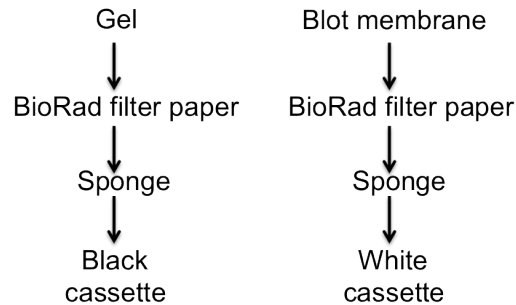 Gel
BioRad filter paper
Sponge
Black
cassette
Blot membrane
BioRad filter paper
Sponge
White
cassette